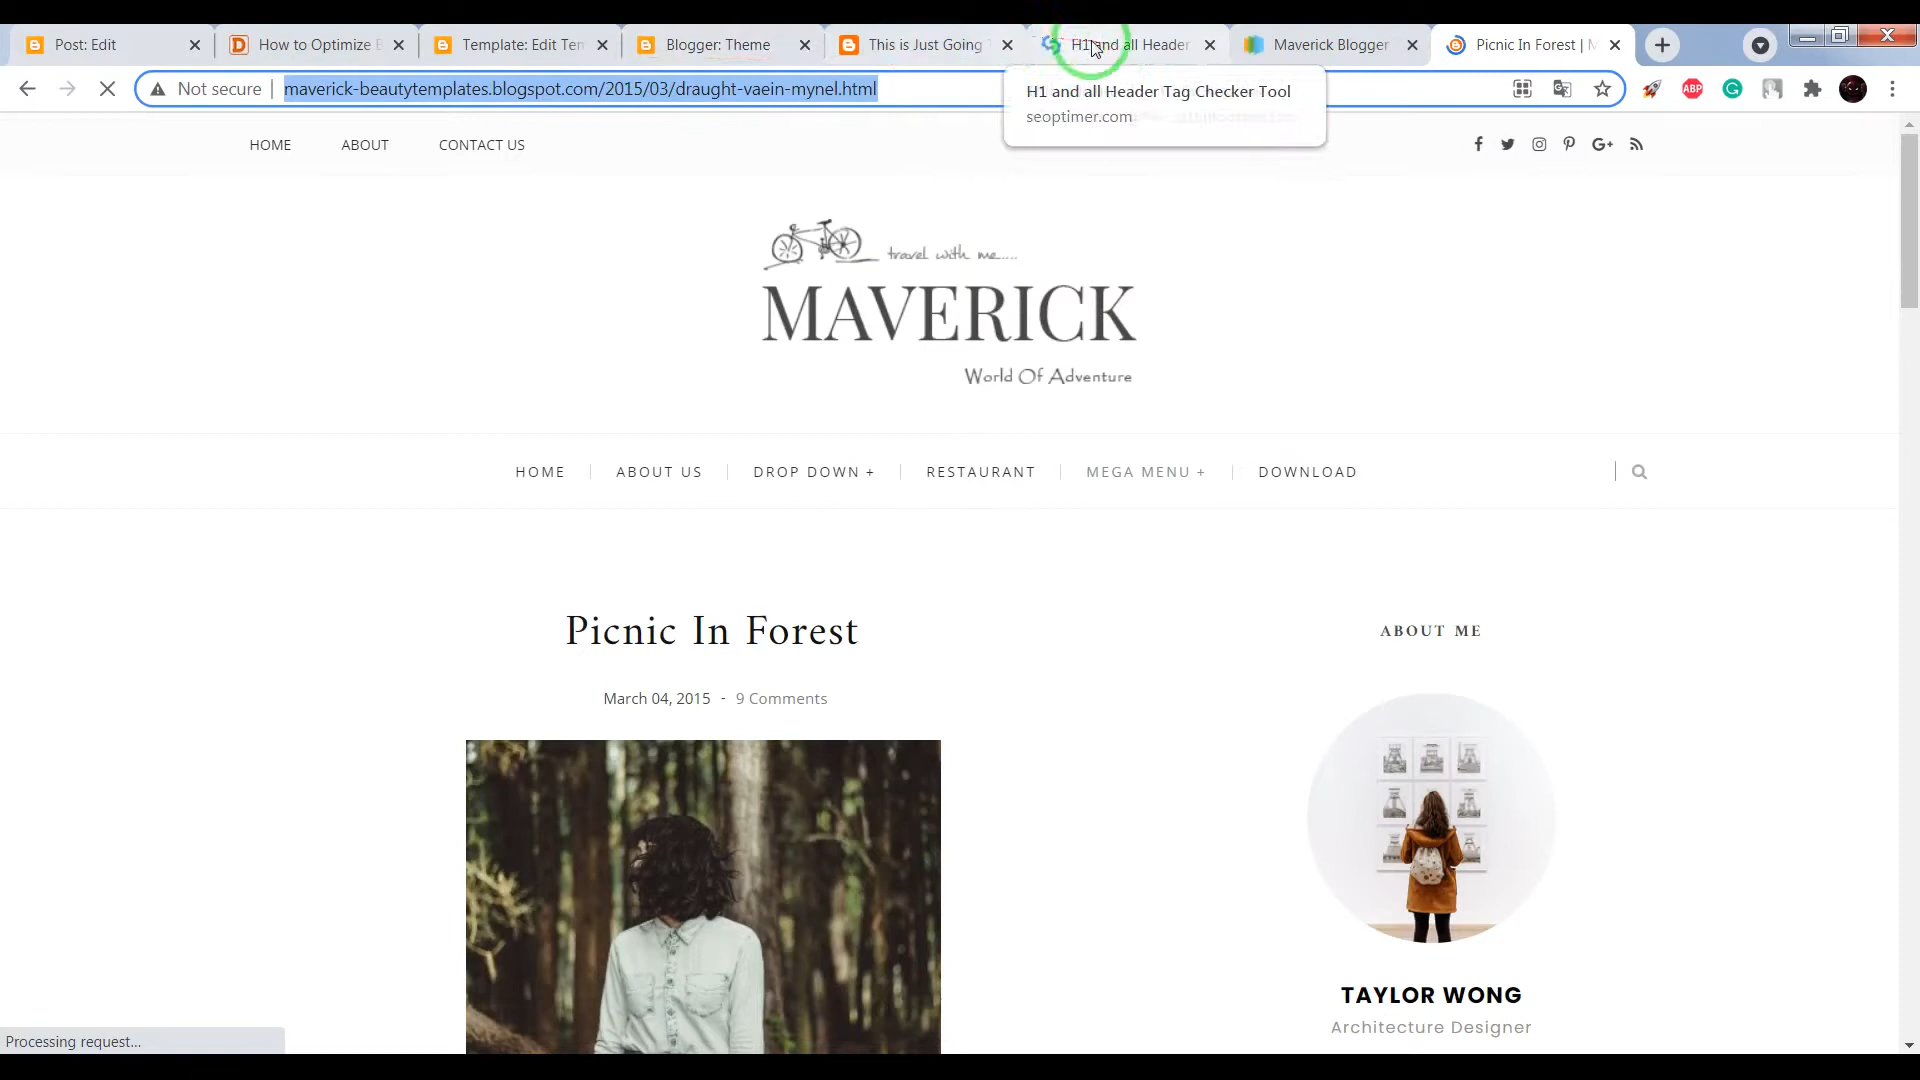 Post: Edit
How to Optimize B
Template: Edit Tem
Blogger: Theme
This is Just Going T
H1 and all Header
Maverick Blogger
Picnic In Forest | M
Not secure
maverick-beautytemplates.blogspot.com/2015/03/draught-vaein-mynel.html
ABP
H1 and all Header Tag Checker Tool
seoptimer.com
HOME
ABOUT
CONTACT US
travel with me....
MAVERICK
World Of Adventure
HOME
ABOUT US
DROP DOWN +
RESTAURANT
MEGA MENU +
DOWNLOAD
Picnic In Forest
March 04, 2015 - 9 Comments
ABOUT ME
TAYLOR WONG
Architecture Designer
Processing request...